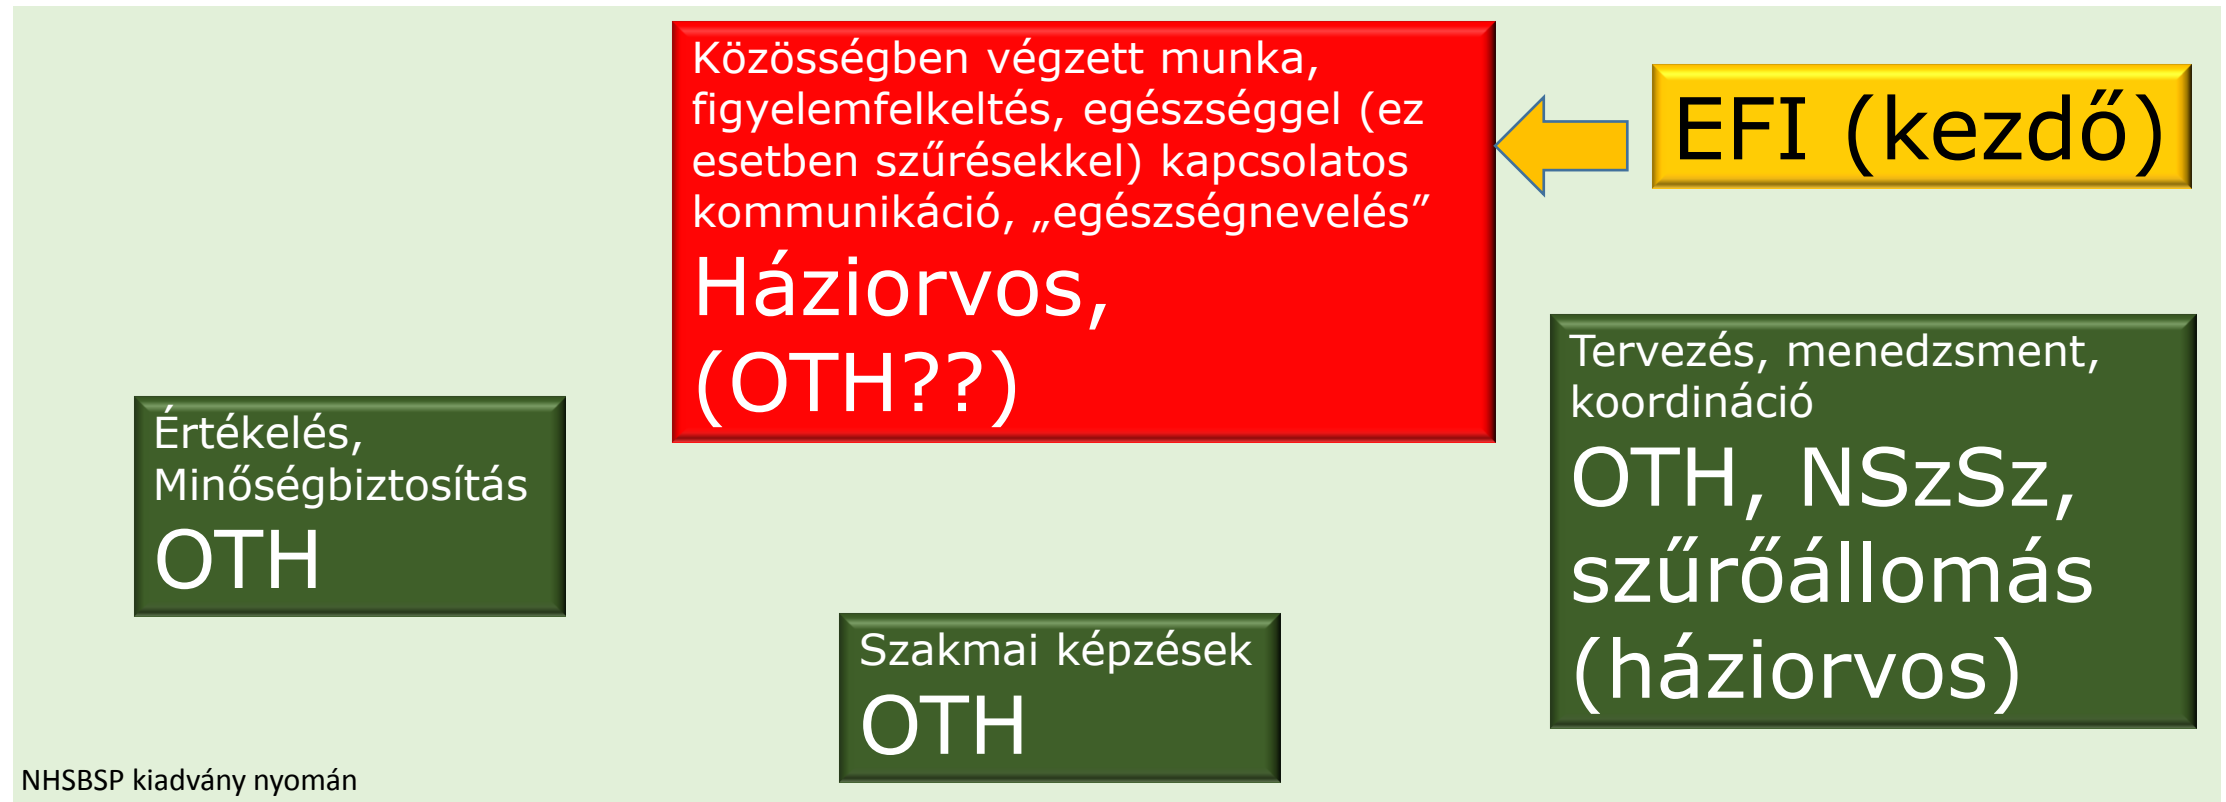 Közösségben végzett munka,
figyelemfelkeltés, egészséggel (ez
esetben szűrésekkel) kapcsolatos
kommunikáció, „egészségnevelés”
Háziorvos,
(OTH??)
EFI (kezdő)
Értékelés,
Minőségbiztosítás
OTH
Tervezés, menedzsment,
koordináció
OTH, NSzSz,
szűrőállomás
(háziorvos)
Szakmai képzések
OTH
NHSBSP kiadvány nyomán